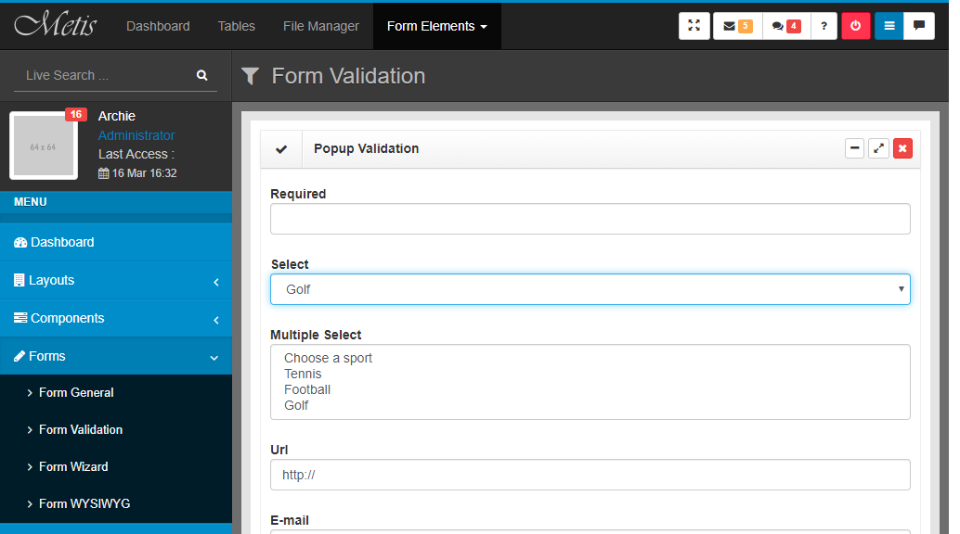 Metis Dashboard Tables File Manager Form Elements 5 4 ?
Live Search ...
Form Validation
16
64 x 64
Archie
Administrator
Last Access :
16 Mar 16:32
MENU
Dashboard
Layouts
Components
Forms
Form General
Form Validation
Form Wizard
Form WYSIWYG
Popup Validation
Required
Select
Golf
Multiple Select
Choose a sport
Tennis
Football
Golf
Url
http://
E-mail